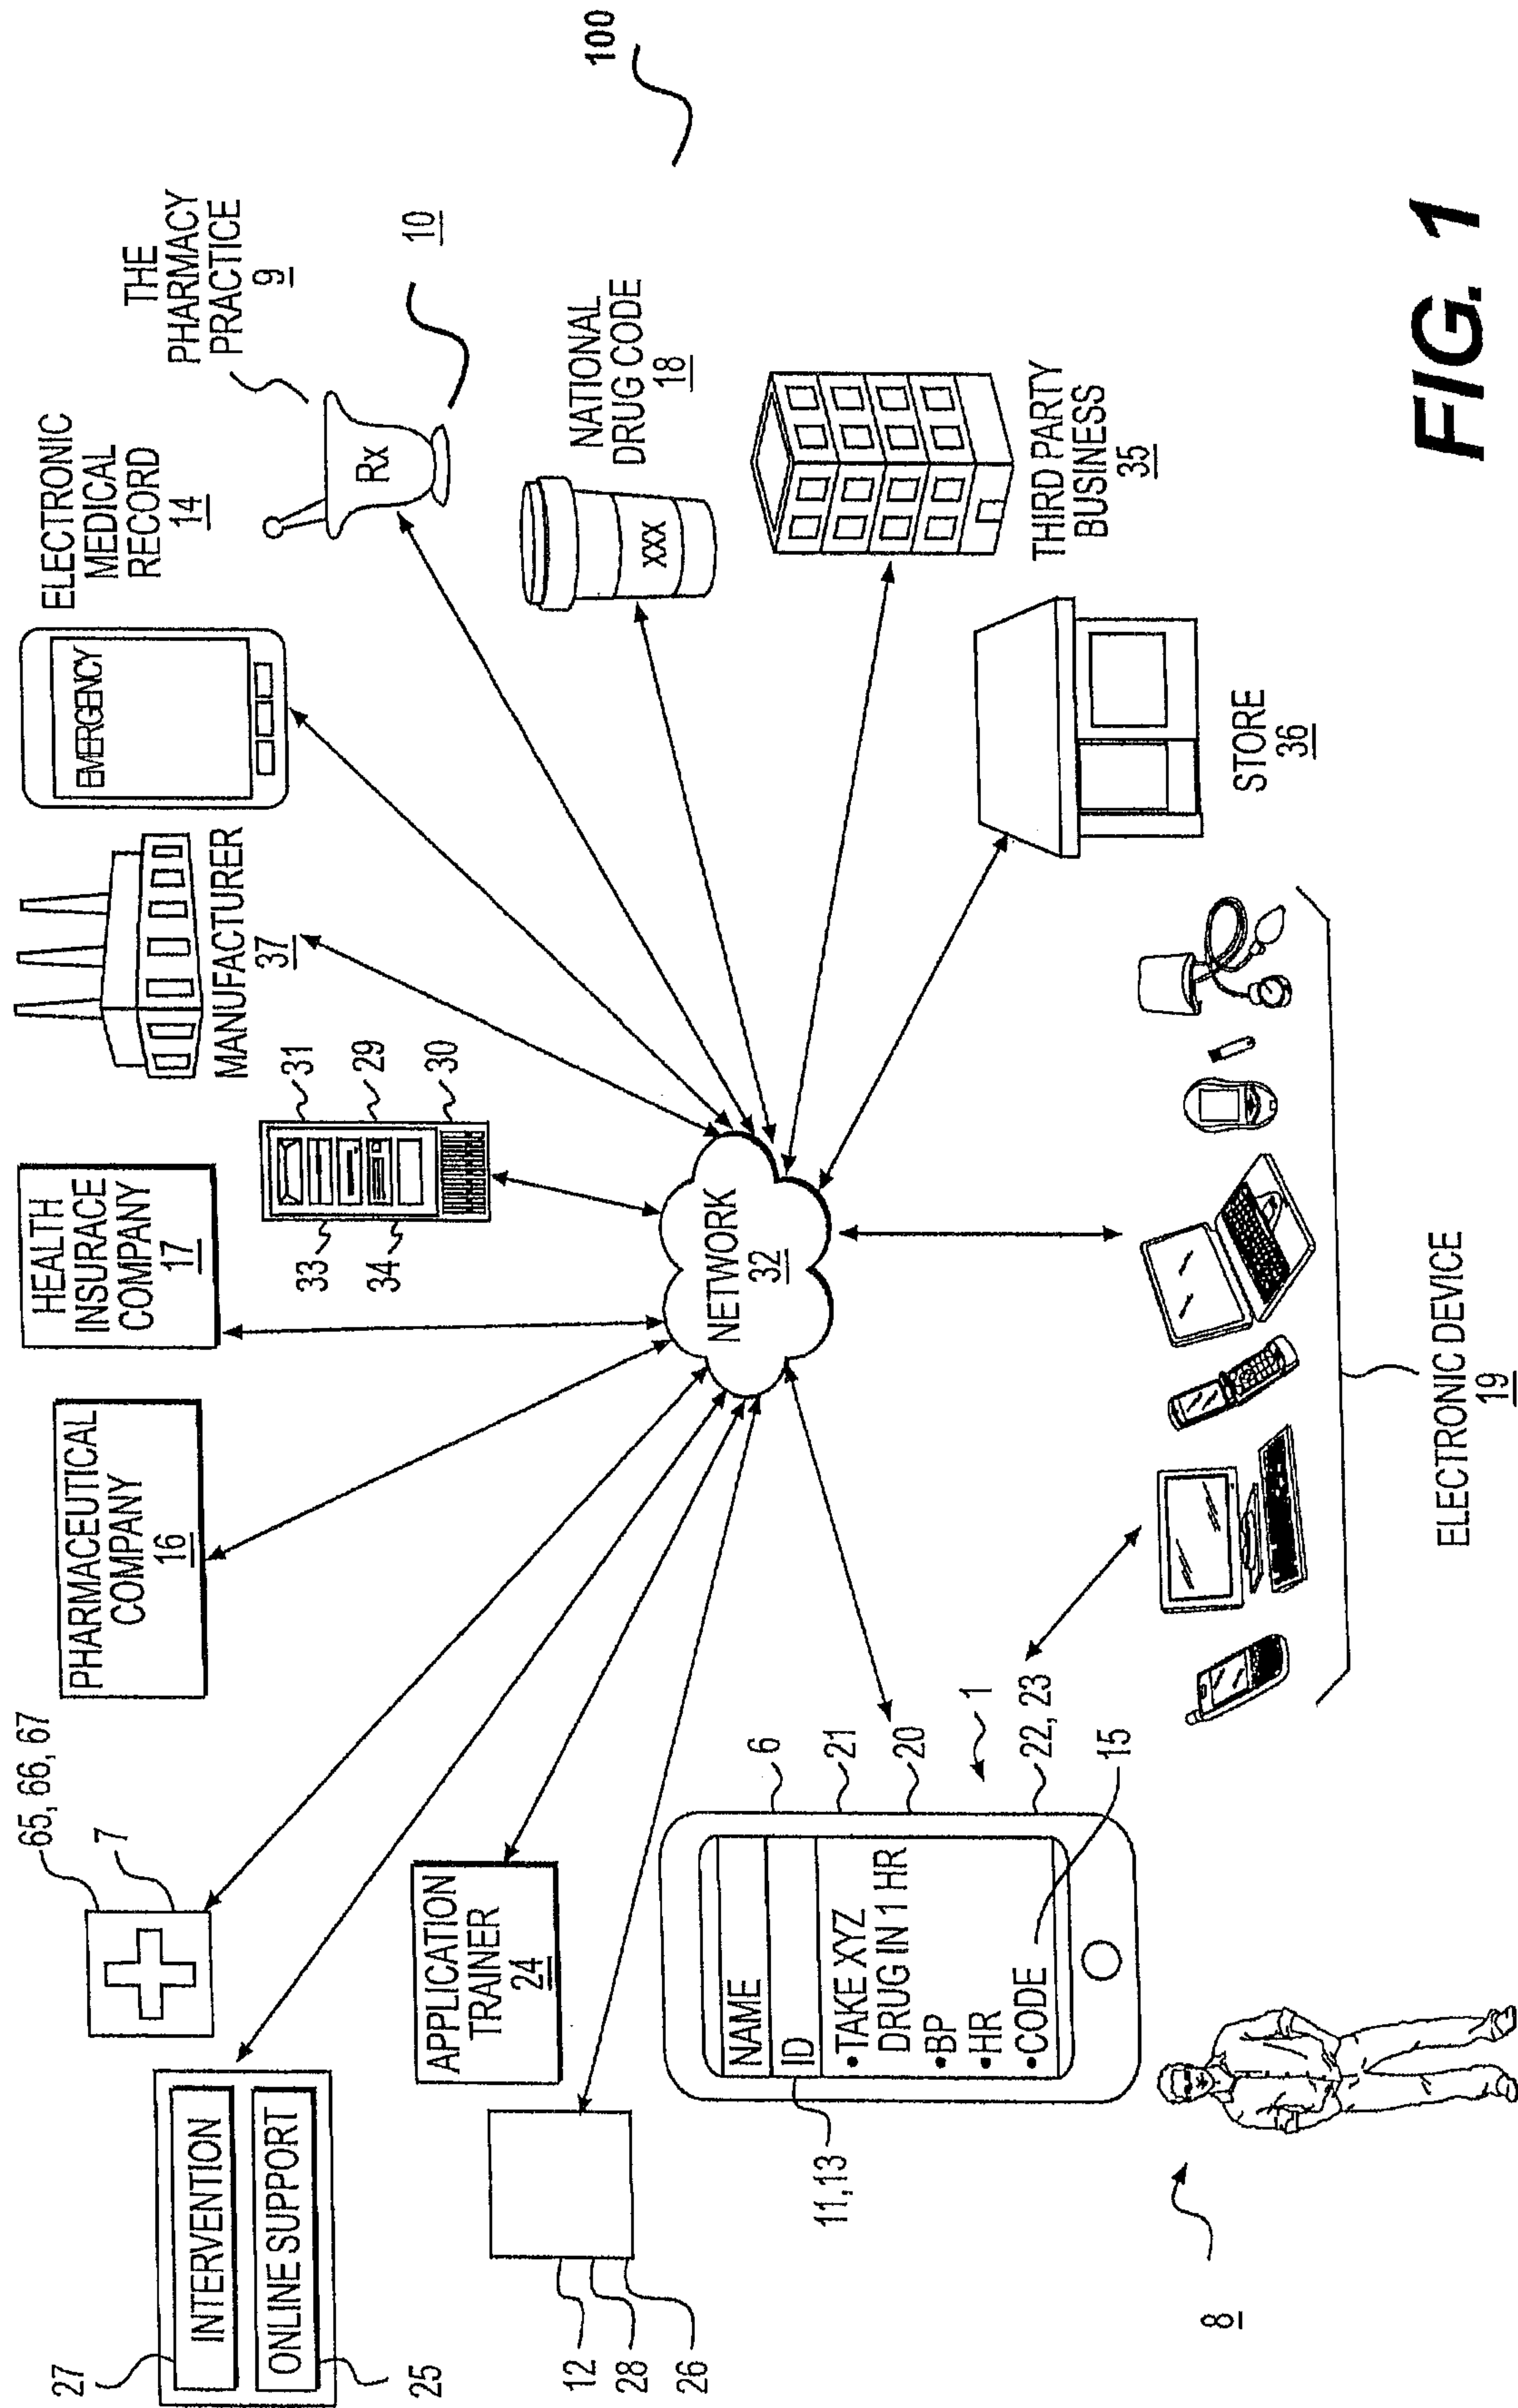 27
INTERVENTION
ONLINE SUPPORT
25
65, 66, 67
7
PHARMACEUTICAL
COMPANY
16
HEALTH
INSURACE
COMPANY
17
MANUFACTURER
37
ELECTRONIC
MEDICAL
RECORD
14
EMERGENCY
THE
PHARMACY
PRACTICE
9
Rx
10
33
34
31
29
30
APPLICATION
TRAINER
24
12
28
26
NETWORK
32
NATIONAL
DRUG CODE
18
XXX
100
THIRD PARTY
BUSINESS
35
STORE
36
11,13
NAME
ID
• TAKE XYZ
DRUG IN 1 HR
• BP
• HR
• CODE
6
21
20
1
22, 23
15
8
ELECTRONIC DEVICE
19
FIG. 1